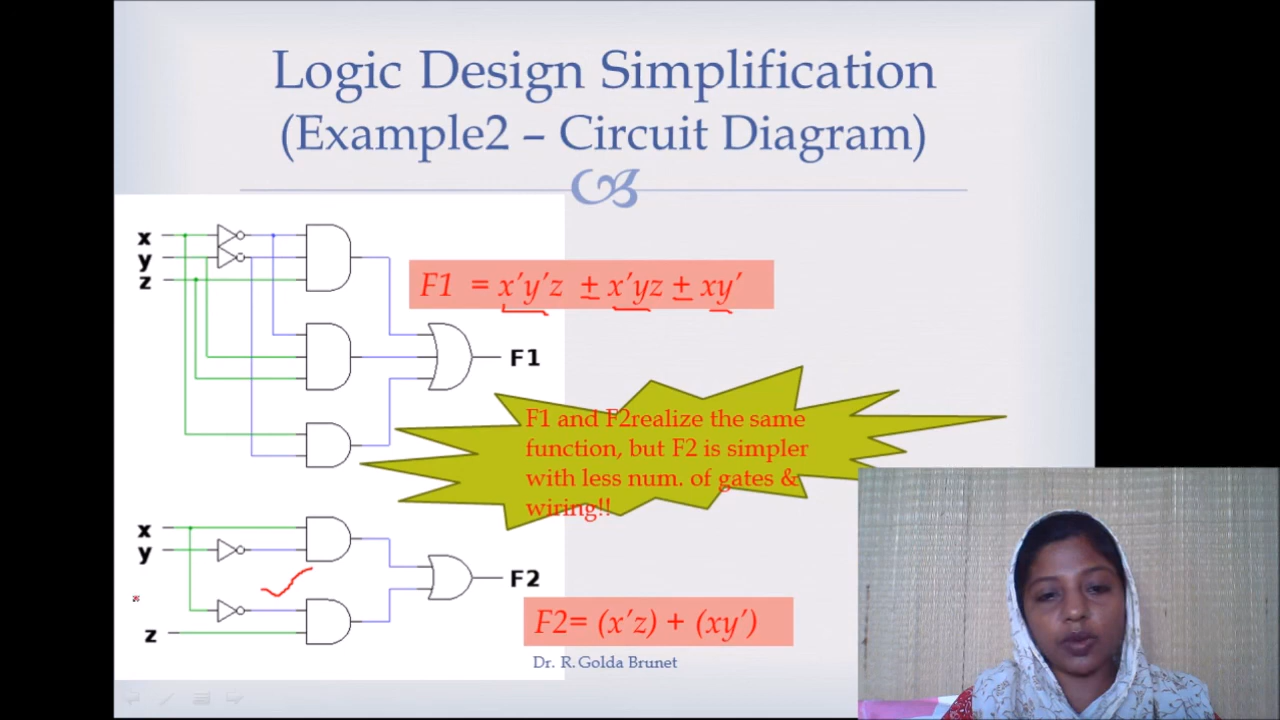 Logic Design Simplification
(Example2 – Circuit Diagram)
x
y
z
F1 = x’y’z + x’yz + xy’
F1
F1 and F2realize the same
function, but F2 is simpler
with less num. of gates &
wiring!!
x
y
F2
z
F2= (x’z) + (xy’)
Dr. R. Golda Brunet